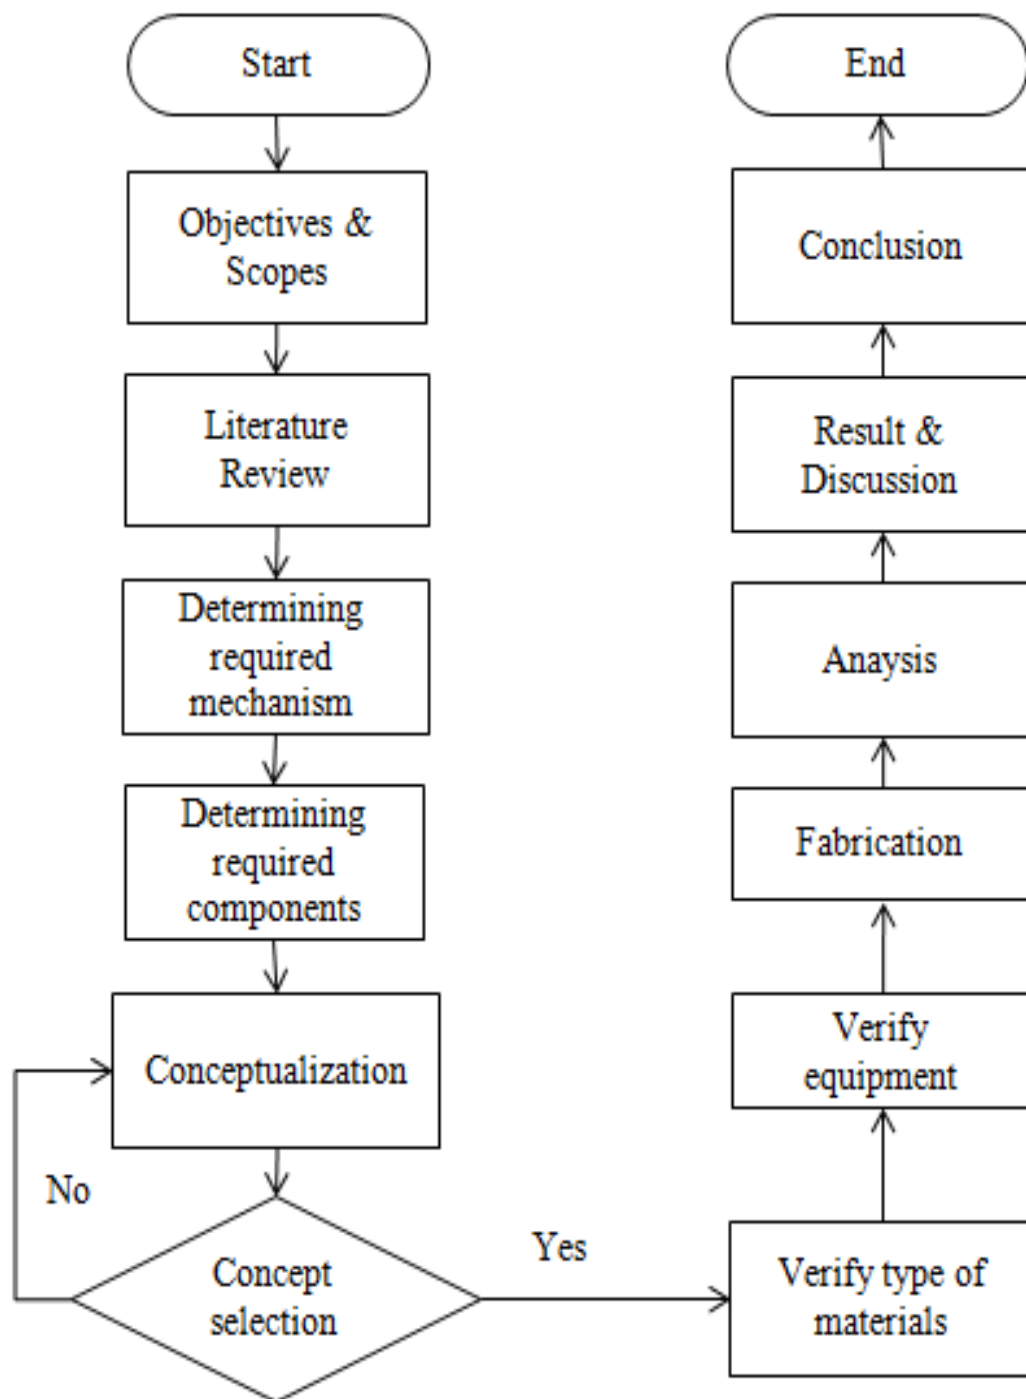 Start
Objectives &
Scopes
Literature
Review
Determining
required
mechanism
Determining
required
components
Conceptualization
No
Concept
selection
Yes
Verify type of
materials
Verify
equipment
Fabrication
Anaysis
Result &
Discussion
Conclusion
End